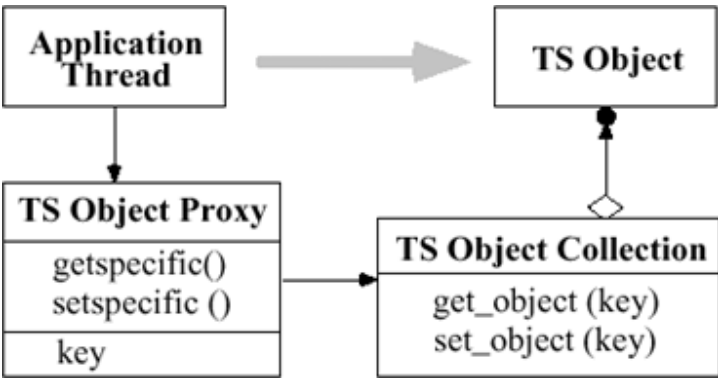 Application
Thread
TS Object
TS Object Proxy
getspecific()
setspecific ()
key
TS Object Collection
get_object (key)
set_object (key)